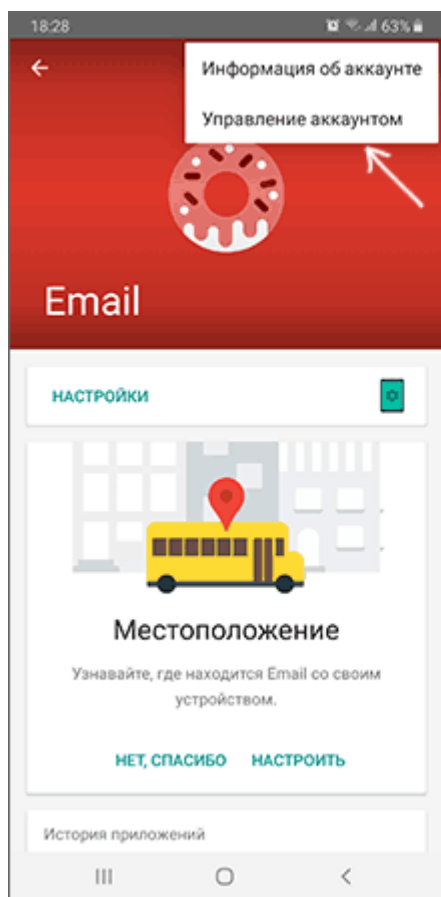 18:28
63%
Информация об аккаунте
Управление аккаунтом
Email
НАСТРОЙКИ
Местоположение
Узнавайте, где находится Email со своим
устройством.
НЕТ, СПАСИБО НАСТРОИТЬ
История приложений